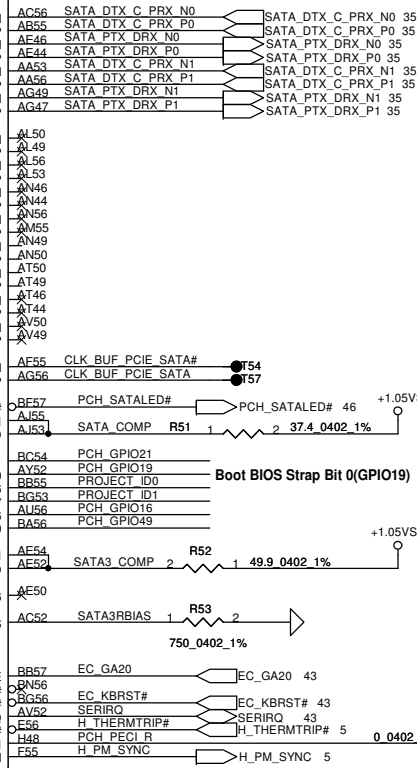 AC56 SATA_DTX_C_PRX_N0 SATA_DTX_C_PRX_N0 35
AB55 SATA_DTX_C_PRX_P0 SATA_DTX_C_PRX_P0 35
AE46 SATA_PTX_DRX_N0 SATA_PTX_DRX_N0 35
AE44 SATA_PTX_DRX_P0 SATA_PTX_DRX_P0 35
AA53 SATA_DTX_C_PRX_N1 SATA_DTX_C_PRX_N1 35
AA56 SATA_DTX_C_PRX_P1 SATA_DTX_C_PRX_P1 35
AG49 SATA_PTX_DRX_N1 SATA_PTX_DRX_N1 35
AG47 SATA_PTX_DRX_P1 SATA_PTX_DRX_P1 35
AL50
AL49
AL56
AL53
AN46
AN44
AN56
AM55
AN49
AN50
AT50
AT49
AT46
AT44
AV50
AV49
AF55 CLK_BUF_PCIE_SATA# T54
AG56 CLK_BUF_PCIE_SATA T57
BF57 PCH_SATALED# PCH_SATALED# 46
+1.05VS
AJ55
AJ53 SATA_COMP R51 1 2 37.4_0402_1%
BC54 PCH_GPIO21
AY52 PCH_GPIO19
BB55 PROJECT_ID0
BG53 PROJECT_ID1
AU56 PCH_GPIO16
BA56 PCH_GPIO49
Boot BIOS Strap Bit 0(GPIO19)
+1.05VS
AE54
AE52 SATA3_COMP 2 R52 1 49.9_0402_1%
AE50
AC52 SATA3RBIAS 1 R53 2
750_0402_1%
BB57 EC_GA20 EC_GA20 43
BN56
BG56 EC_KBRST# EC_KBRST# 43
AV52 SERIRQ SERIRQ 43
E56 H_THERMTRIP# H_THERMTRIP# 5
H48 PCH_PECI_R 0_0402_
F55 H_PM_SYNC H_PM_SYNC 5